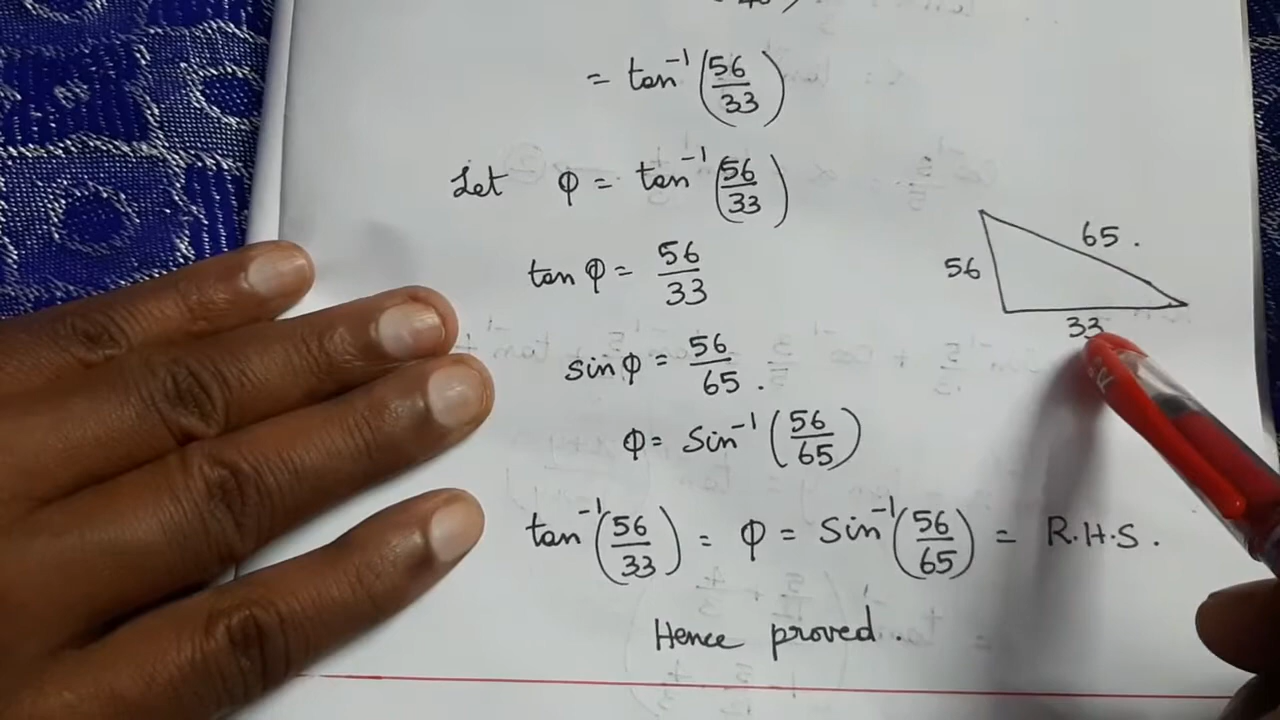 = tan⁻¹(56/33)
Let φ = tan⁻¹(56/33)
tan φ = 56/33
sin φ = 56/65.
φ = Sin⁻¹(56/65)
tan⁻¹(56/33) = φ = Sin⁻¹(56/65) = R.H.S.
Hence proved.
65.
56
33